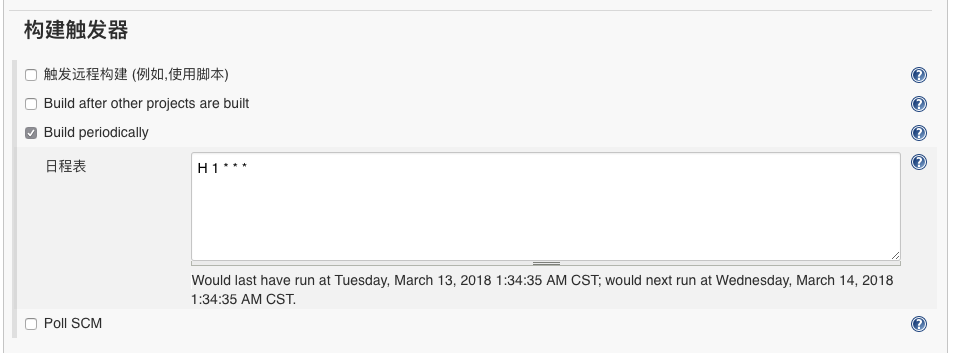 构建触发器
触发远程构建 (例如,使用脚本)
?
Build after other projects are built
?
Build periodically
?
日程表
H 1 * * *
?
Would last have run at Tuesday, March 13, 2018 1:34:35 AM CST; would next run at Wednesday, March 14, 2018
1:34:35 AM CST.
Poll SCM
?